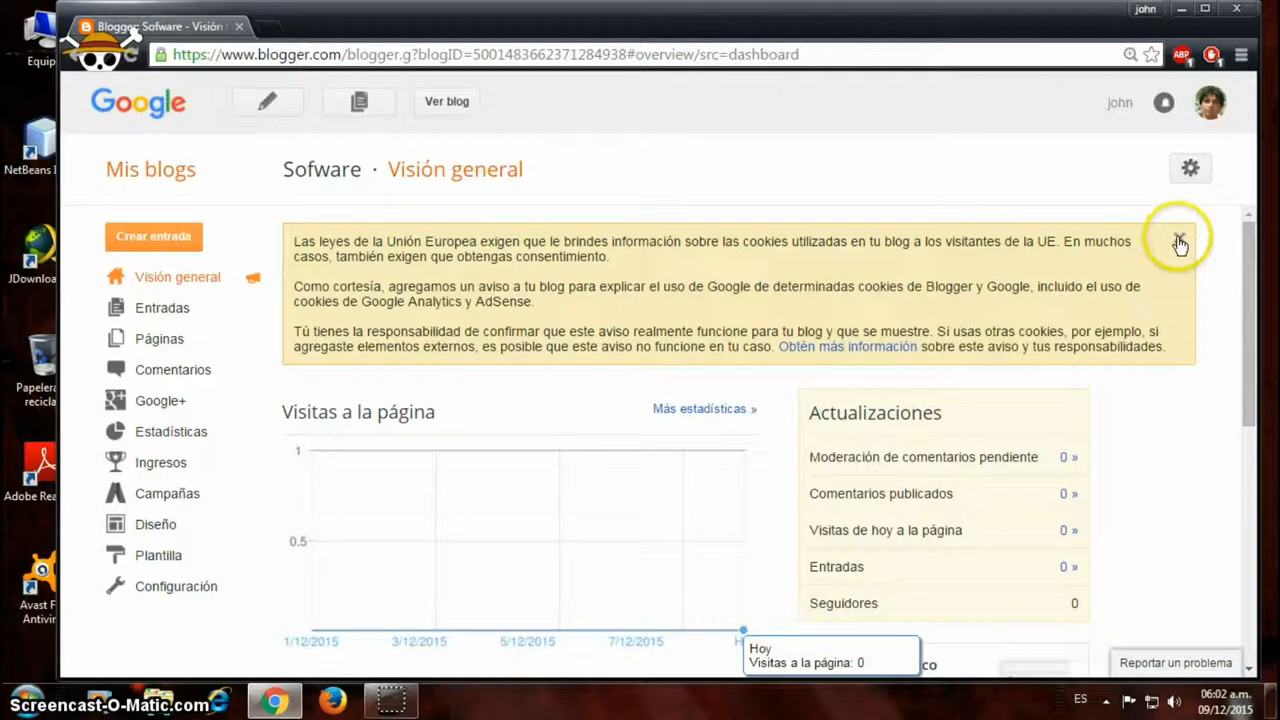 john
Blogger: Sofware - Visión
https://www.blogger.com/blogger.g?blogID=5001483662371284938#overview/src=dashboard
ABP
1
1
Google
Ver blog
john
Mis blogs
Sofware · Visión general
Crear entrada
Visión general
Entradas
Páginas
Comentarios
Google+
Estadísticas
Ingresos
Campañas
Diseño
Plantilla
Configuración
Las leyes de la Unión Europea exigen que le brindes información sobre las cookies utilizadas en tu blog a los visitantes de la UE. En muchos
casos, también exigen que obtengas consentimiento.
Como cortesía, agregamos un aviso a tu blog para explicar el uso de Google de determinadas cookies de Blogger y Google, incluido el uso de
cookies de Google Analytics y AdSense.
Tú tienes la responsabilidad de confirmar que este aviso realmente funcione para tu blog y que se muestre. Si usas otras cookies, por ejemplo, si
agregaste elementos externos, es posible que este aviso no funcione en tu caso. Obtén más información sobre este aviso y tus responsabilidades.
Visitas a la página
Más estadísticas »
1
0.5
1/12/2015
3/12/2015
5/12/2015
7/12/2015
Hoy
Visitas a la página: 0
Actualizaciones
Moderación de comentarios pendiente 0 »
Comentarios publicados 0 »
Visitas de hoy a la página 0 »
Entradas 0 »
Seguidores 0
co
Reportar un problema
Equip
NetBeans I
JDownloa
Papelera
recicla
Adobe Rea
Avast F
Antivir
ES
06:02 a.m.
09/12/2015
Screencast-O-Matic.com